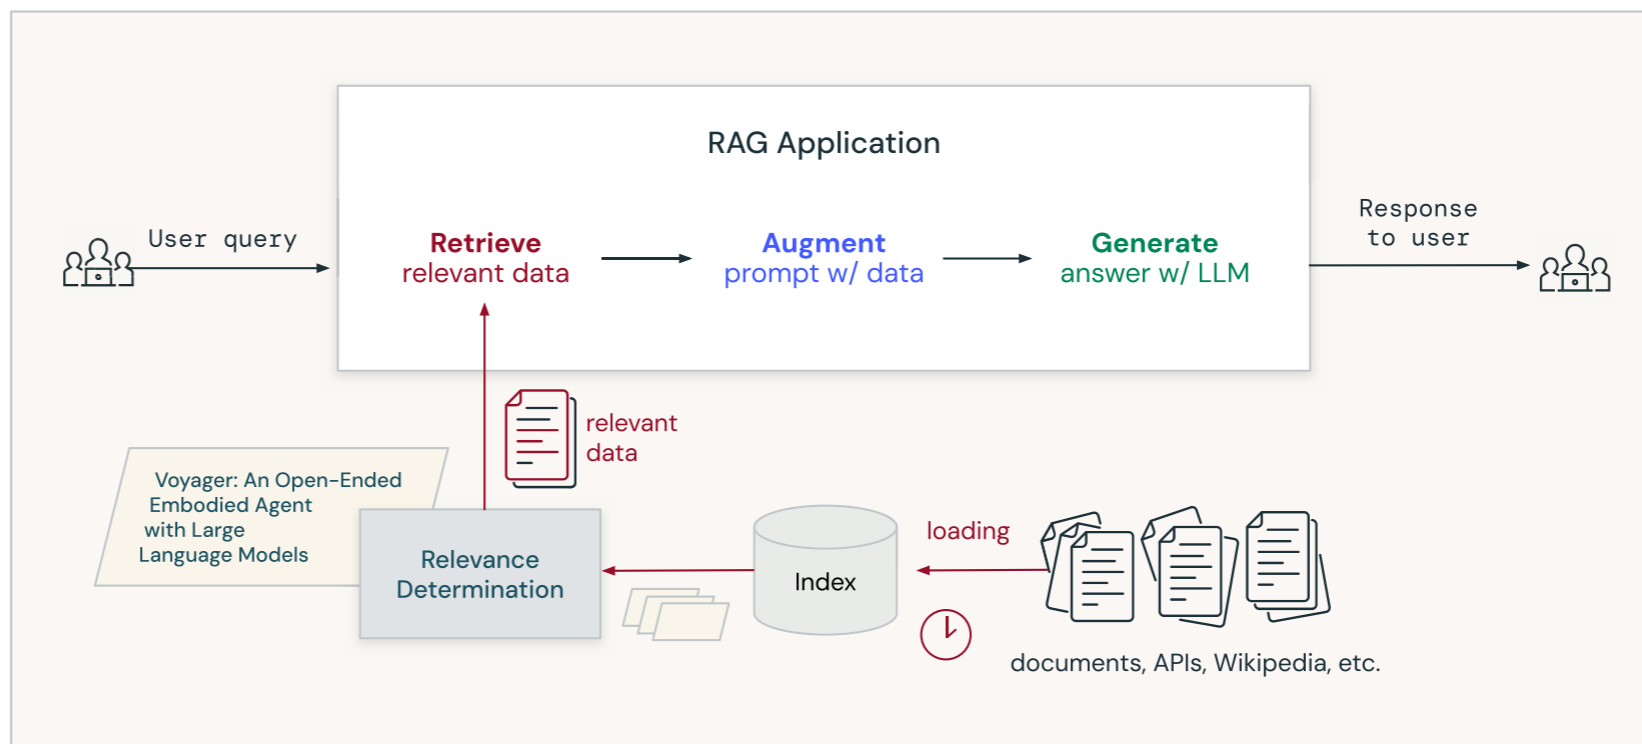 RAG Application
User query
Retrieve
relevant data
Augment
prompt w/ data
Generate
answer w/ LLM
Response
to user
relevant
data
Voyager: An Open-Ended
Embodied Agent
with Large
Language Models
Relevance
Determination
Index
loading
documents, APIs, Wikipedia, etc.